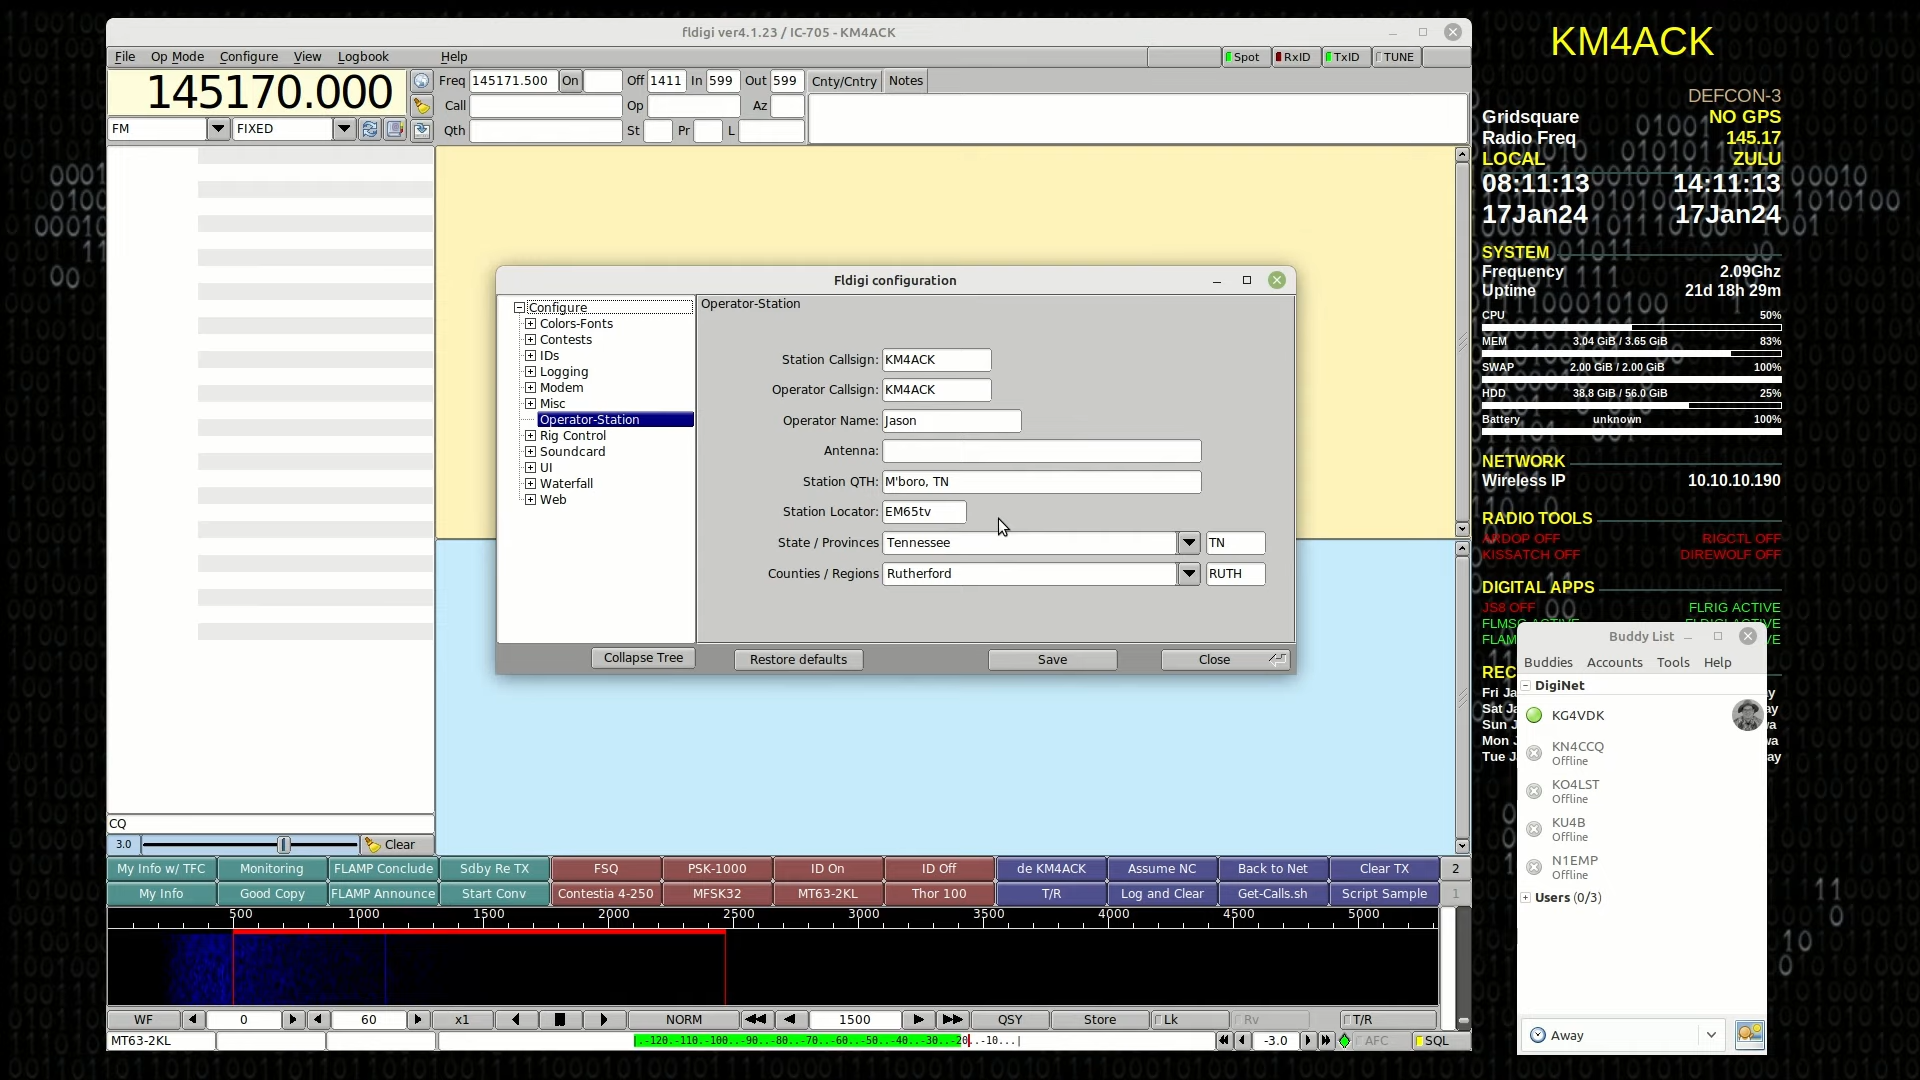 fldigi ver4.1.23 / IC-705 - KM4ACK
File Op Mode Configure View Logbook Help
Spot RxID TxID TUNE
145170.000
Freq 145171.500 On Off 1411 In 599 Out 599 Cnty/Cntry Notes
Call Op Az
FM FIXED
Qth St Pr L
Fldigi configuration
Configure
Colors-Fonts
Contests
IDs
Logging
Modem
Misc
Operator-Station
Rig Control
Soundcard
UI
Waterfall
Web
Operator-Station
Station Callsign: KM4ACK
Operator Callsign: KM4ACK
Operator Name: Jason
Antenna:
Station QTH: M'boro, TN
Station Locator: EM65tv
State / Provinces Tennessee TN
Counties / Regions Rutherford RUTH
Collapse Tree Restore defaults Save Close
CQ
3.0 Clear
My Info w/ TFC Monitoring FLAMP Conclude Sdby Re TX FSQ PSK-1000 ID On ID Off de KM4ACK Assume NC Back to Net Clear TX 2
My Info Good Copy FLAMP Announce Start Conv Contestia 4-250 MFSK32 MT63-2KL Thor 100 T/R Log and Clear Get-Calls.sh Script Sample 1
500 1000 1500 2000 2500 3000 3500 4000 4500 5000
WF 0 60 x1 NORM 1500 QSY Store Lk Rv T/R
MT63-2KL |.-120.-110.-100..-90...-80...-70...-60...-50...-40...-30...-20..-10...| -3.0 AFC SQL
KM4ACK
DEFCON-3
Gridsquare NO GPS
Radio Freq 145.17
LOCAL ZULU
08:11:13 14:11:13
17Jan24 17Jan24
SYSTEM
Frequency 2.09Ghz
Uptime 21d 18h 29m
CPU 50%
MEM 3.04 GiB / 3.65 GiB 83%
SWAP 2.00 GiB / 2.00 GiB 100%
HDD 38.8 GiB / 56.0 GiB 25%
Battery unknown 100%
NETWORK
Wireless IP 10.10.10.190
RADIO TOOLS
ARDOP OFF RIGCTL OFF
KISSATCH OFF DIREWOLF OFF
DIGITAL APPS
JS8 OFF FLRIG ACTIVE
Buddy List
Buddies Accounts Tools Help
DigiNet
KG4VDK
KN4CCQ
Offline
KO4LST
Offline
KU4B
Offline
N1EMP
Offline
Users (0/3)
Away